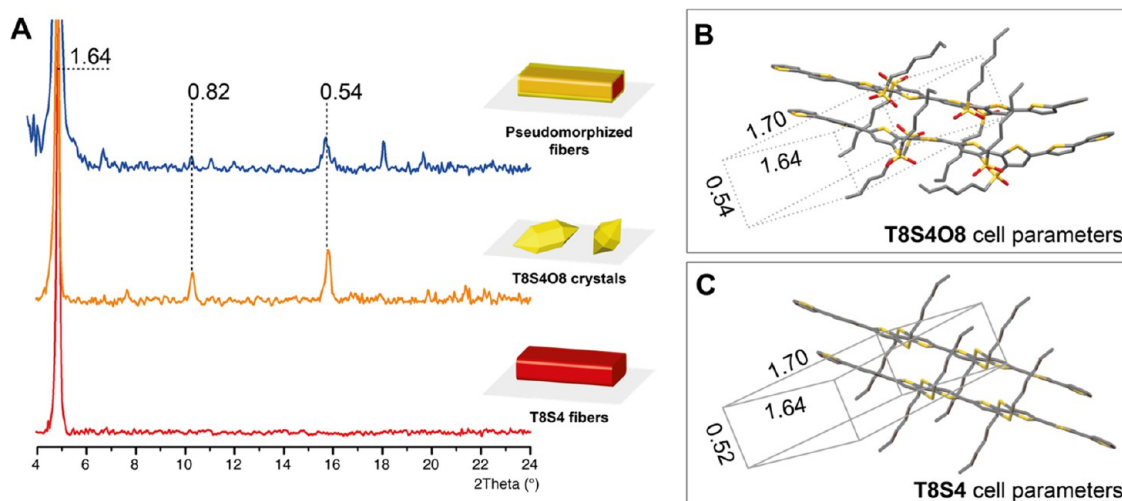 A
1.64
0.82
0.54
Pseudomorphized
fibers
T8S4O8 crystals
T8S4 fibers
4 6 8 10 12 14 16 18 20 22 24
2Theta (°)
B
1.70
1.64
0.54
T8S4O8 cell parameters
C
1.70
1.64
0.52
T8S4 cell parameters